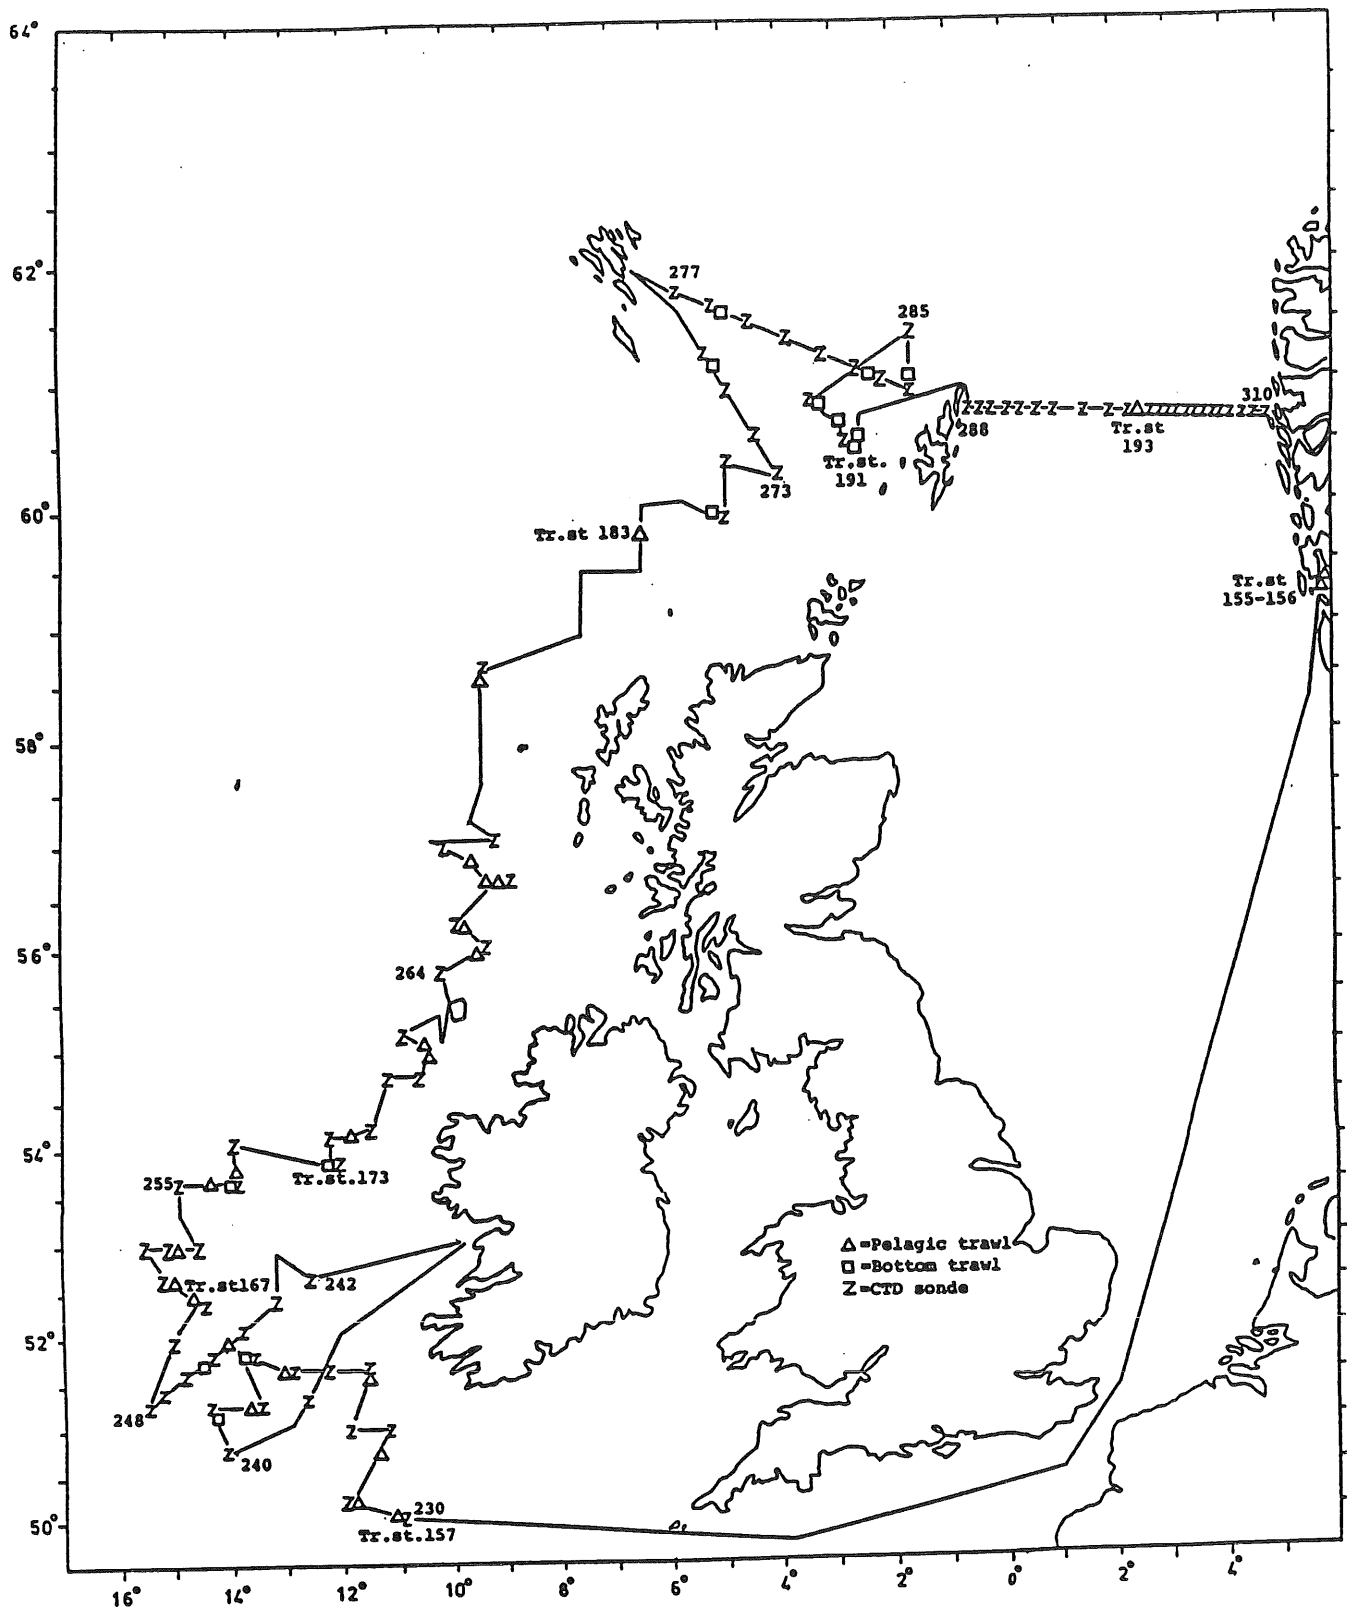 64°
62°
277
285
310
288
Tr.st
193
Tr.st.
191
273
60°
Tr.st 183
Tr.st
155-156
58°
56°
264
54°
Tr.st.173
255
△=Pelagic trawl
□=Bottom trawl
Z=CTD sonde
242
Tr.st167
52°
248
240
230
50°
Tr.st.157
16° 14° 12° 10° 8° 6° 4° 2° 0° 2° 4°